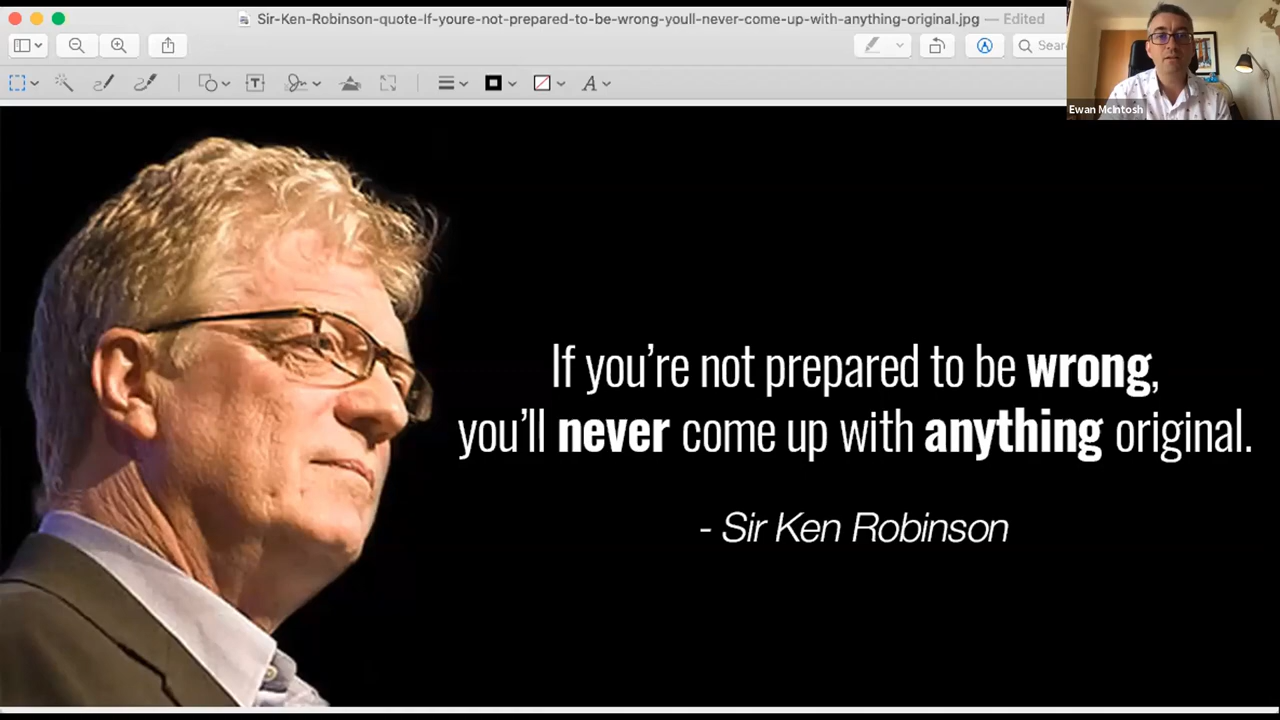 Sir-Ken-Robinson-quote-If-youre-not-prepared-to-be-wrong-youll-never-come-up-with-anything-original.jpg — Edited
Sear
Ewan McIntosh
If you're not prepared to be wrong,
you'll never come up with anything original.
- Sir Ken Robinson